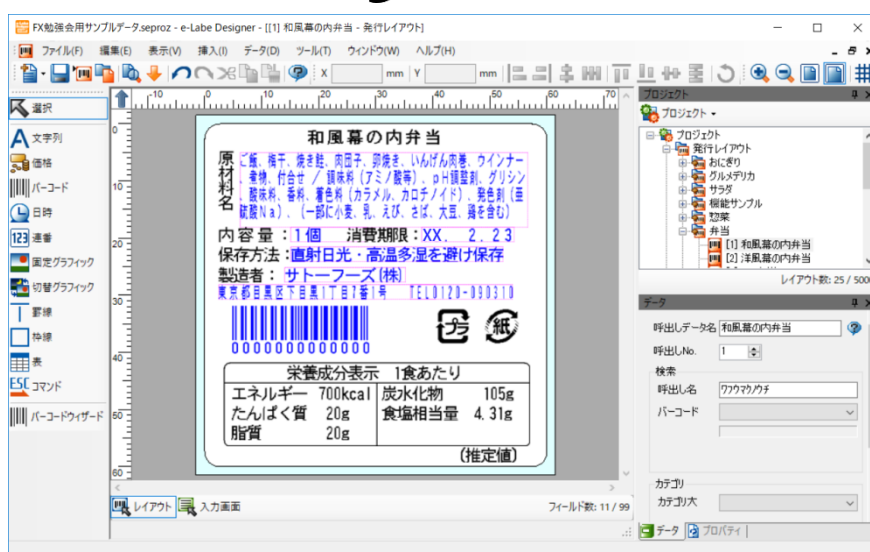 FX勉強会用サンプルデータ.seproz - e-Labe Designer - [[1] 和風幕の内弁当 - 発行レイアウト]
ファイル(F) 編集(E) 表示(V) 挿入(I) データ(D) ツール(T) ウィンドウ(W) ヘルプ(H)
X mm Y mm
選択
文字列
価格
バーコード
日時
123 連番
固定グラフィック
切替グラフィック
罫線
枠線
表
ESC コマンド
バーコードウィザード
-10 0 10 20 30 40 50 60 70
0
10
20
30
40
50
60
和風幕の内弁当
原材料名
ご飯、梅干、焼き鮭、肉団子、卵焼き、いんげん肉巻、ウインナー
、煮物、付合せ / 調味料(アミノ酸等)、pH調整剤、グリシン
、酸味料、香料、着色料(カラメル、カロチノイド)、発色剤(亜
硫酸Na)、(一部に小麦、乳、えび、さば、大豆、鶏を含む)
内容量:1個 消費期限:XX. 2.23
保存方法:直射日光・高温多湿を避け保存
製造者: サトーフーズ(株)
東京都目黒区下目黒1丁目7番1号 TEL0120-090310
0000000000000
プラ 紙
栄養成分表示 1食あたり
エネルギー 700kcal 炭水化物 105g
たんぱく質 20g 食塩相当量 4.31g
脂質 20g
(推定値)
レイアウト 入力画面 フィールド数: 11 / 99
プロジェクト
プロジェクト
プロジェクト
発行レイアウト
おにぎり
グルメデリカ
サラダ
機能サンプル
惣菜
弁当
[1] 和風幕の内弁当
[2] 洋風幕の内弁当
レイアウト数: 25 / 5000
データ
呼出しデータ名 和風幕の内弁当
呼出しNo. 1
検索
呼出し名 ワフウマクノウチ
バーコード
カテゴリ
カテゴリ大
データ プロパティ